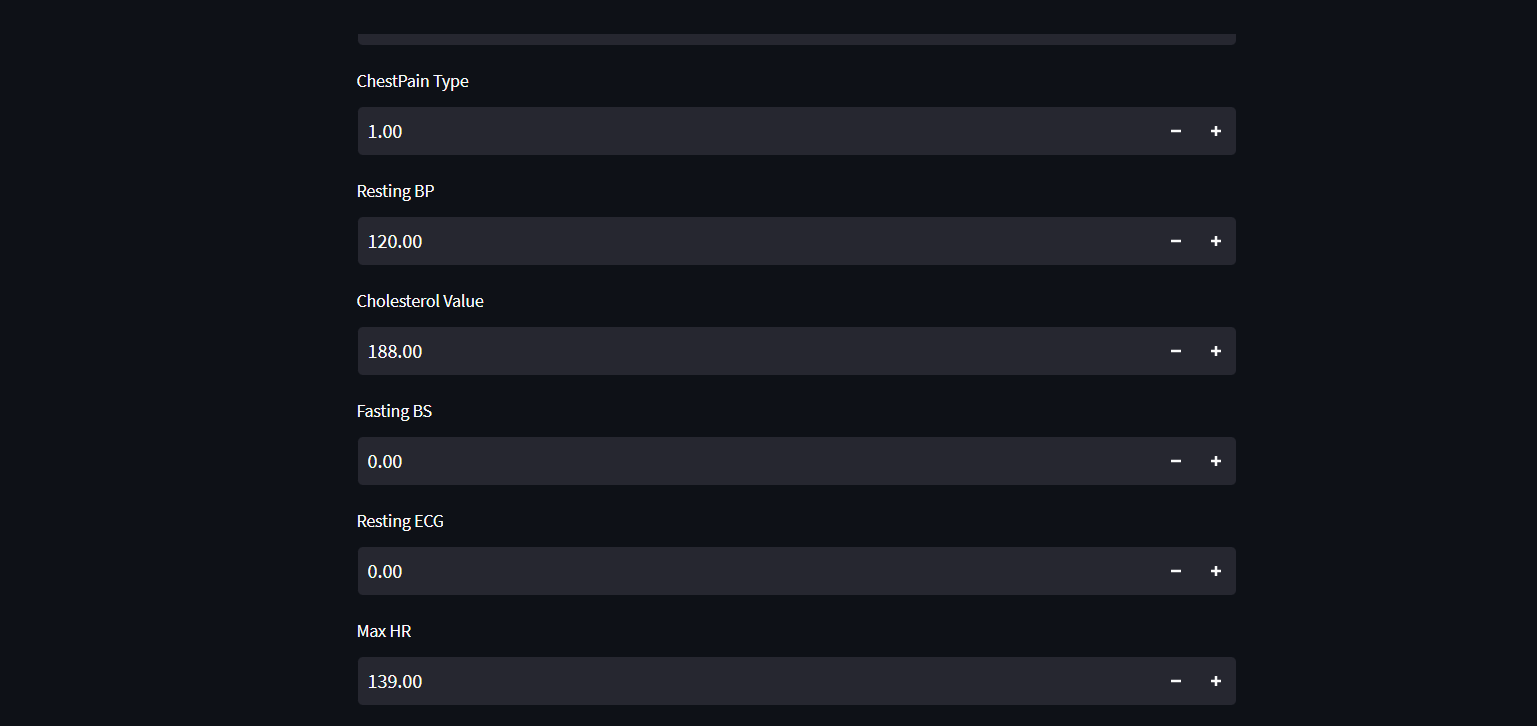 ChestPain Type
1.00
Resting BP
120.00
Cholesterol Value
188.00
Fasting BS
0.00
Resting ECG
0.00
Max HR
139.00